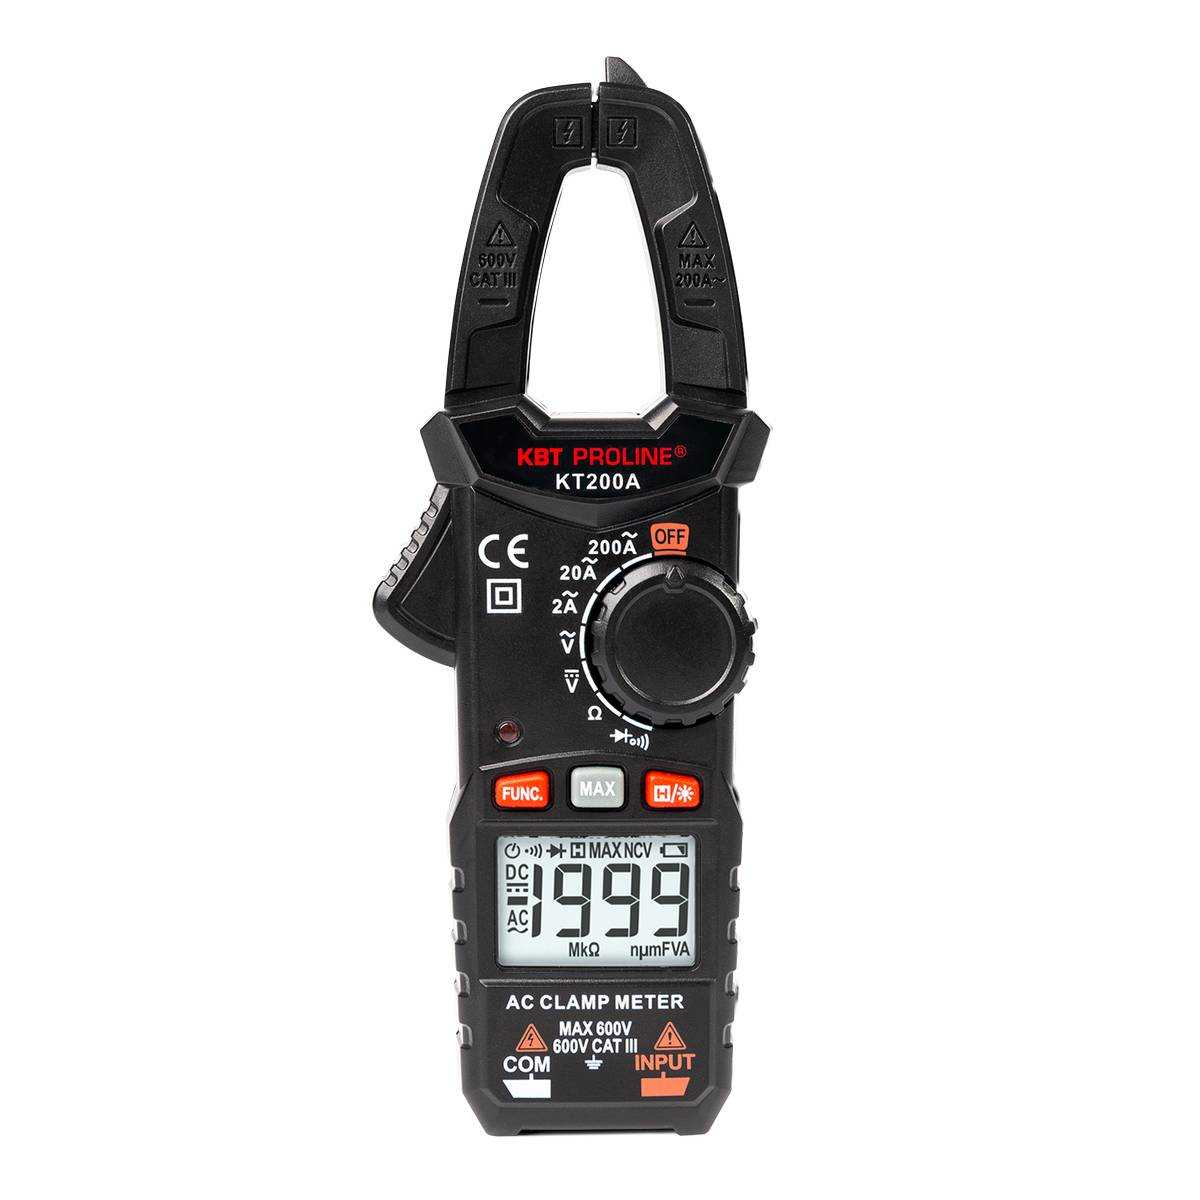 600V
CAT III
MAX
200A~
KBT PROLINE®
KT200A
CE
OFF
200A
20A
2A
V
V
Ω
FUNC.
MAX
H/☀
H MAX NCV
DC
AC
1999
MkΩ
nµmFVA
AC CLAMP METER
MAX 600V
600V CAT III
COM
INPUT